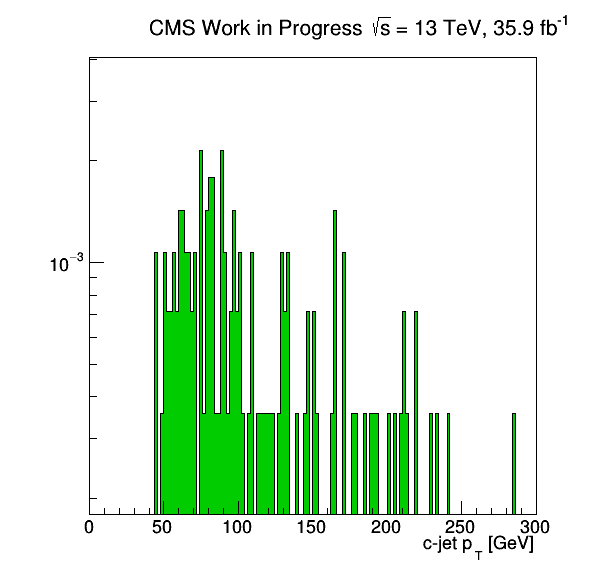 CMS Work in Progress √s = 13 TeV, 35.9 fb⁻¹
10⁻³
0 50 100 150 200 250 300
c-jet p_T [GeV]